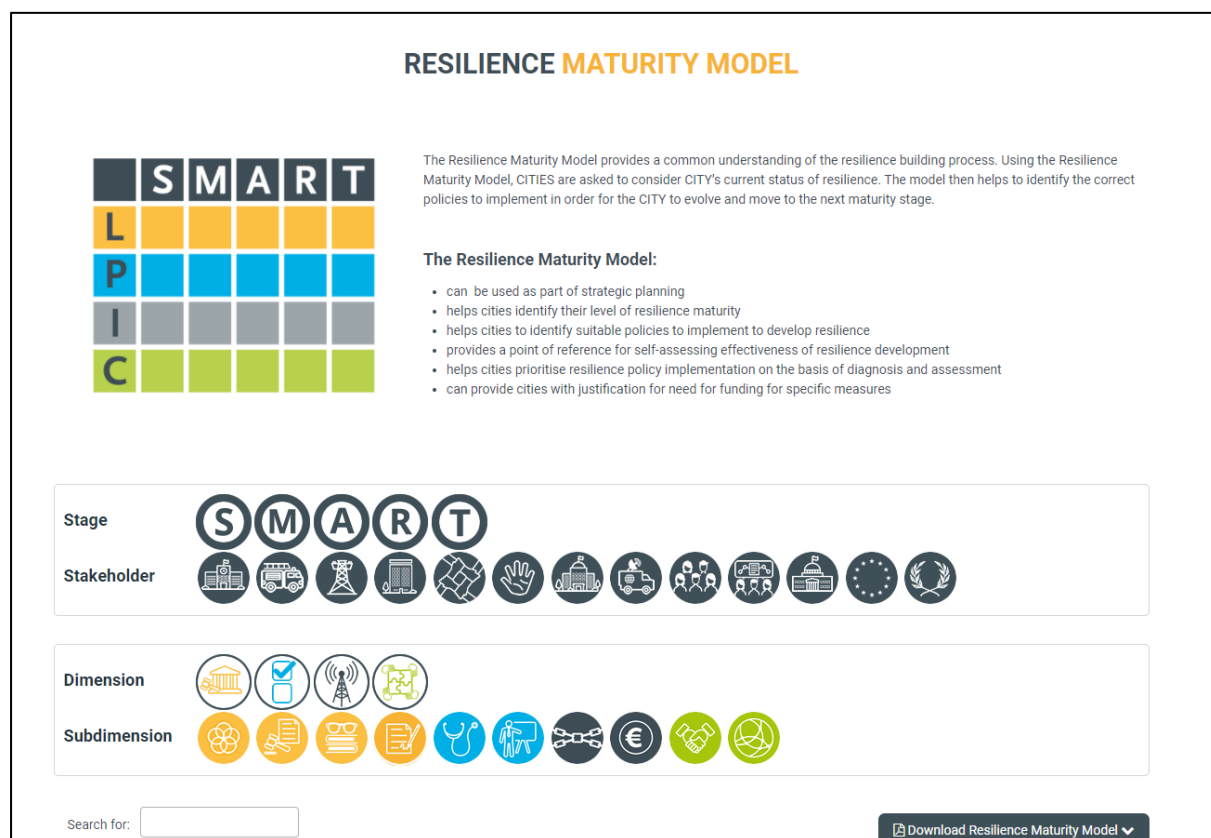 RESILIENCE MATURITY MODEL
S M A R T
L
P
I
C
The Resilience Maturity Model provides a common understanding of the resilience building process. Using the Resilience
Maturity Model, CITIES are asked to consider CITY's current status of resilience. The model then helps to identify the correct
policies to implement in order for the CITY to evolve and move to the next maturity stage.
The Resilience Maturity Model:
• can be used as part of strategic planning
• helps cities identify their level of resilience maturity
• helps cities to identify suitable policies to implement to develop resilience
• provides a point of reference for self-assessing effectiveness of resilience development
• helps cities prioritise resilience policy implementation on the basis of diagnosis and assessment
• can provide cities with justification for need for funding for specific measures
Stage S M A R T
Stakeholder
Dimension
Subdimension €
Search for:
Download Resilience Maturity Model